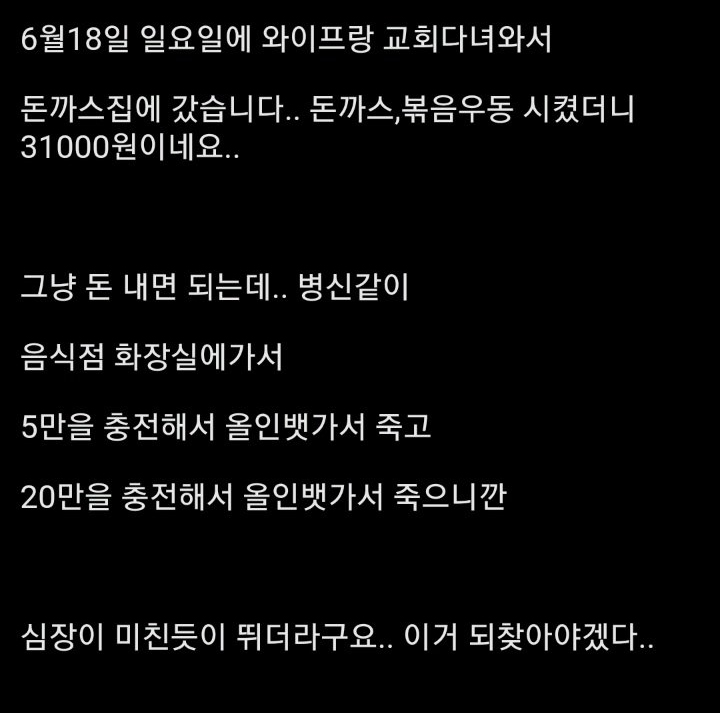 6월18일 일요일에 와이프랑 교회다녀와서
돈까스집에 갔습니다.. 돈까스,볶음우동 시켰더니
31000원이네요..
그냥 돈 내면 되는데.. 병신같이
음식점 화장실에가서
5만을 충전해서 올인뱃가서 죽고
20만을 충전해서 올인뱃가서 죽으니깐
심장이 미친듯이 뛰더라구요.. 이거 되찾아야겠다..